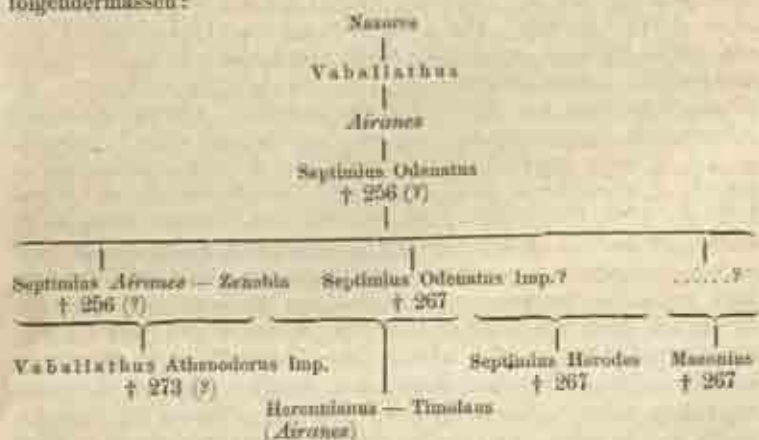 folgendermassen:
Nazores
Vaballathus
Airanes
Septimius Odenatus
† 256 (?)
Septimius Airanes — Zenobia Septimius Odenatus Imp.? ......?
† 256 (?) † 267
Vaballathus Athenodorus Imp. Septimius Herodes Maeonius
† 273 (?) † 267 † 267
Herennianus — Timolaus
(Airanes)